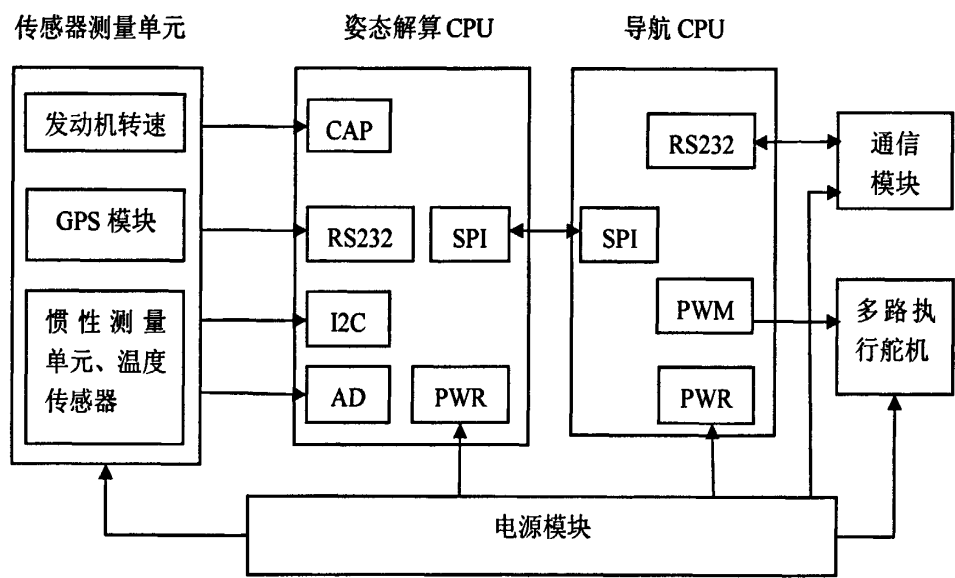 传感器测量单元
姿态解算 CPU
导航 CPU
发动机转速
GPS 模块
惯性测量
单元、温度
传感器
CAP
RS232
SPI
I2C
AD
PWR
RS232
SPI
PWM
PWR
通信
模块
多路执
行舵机
电源模块